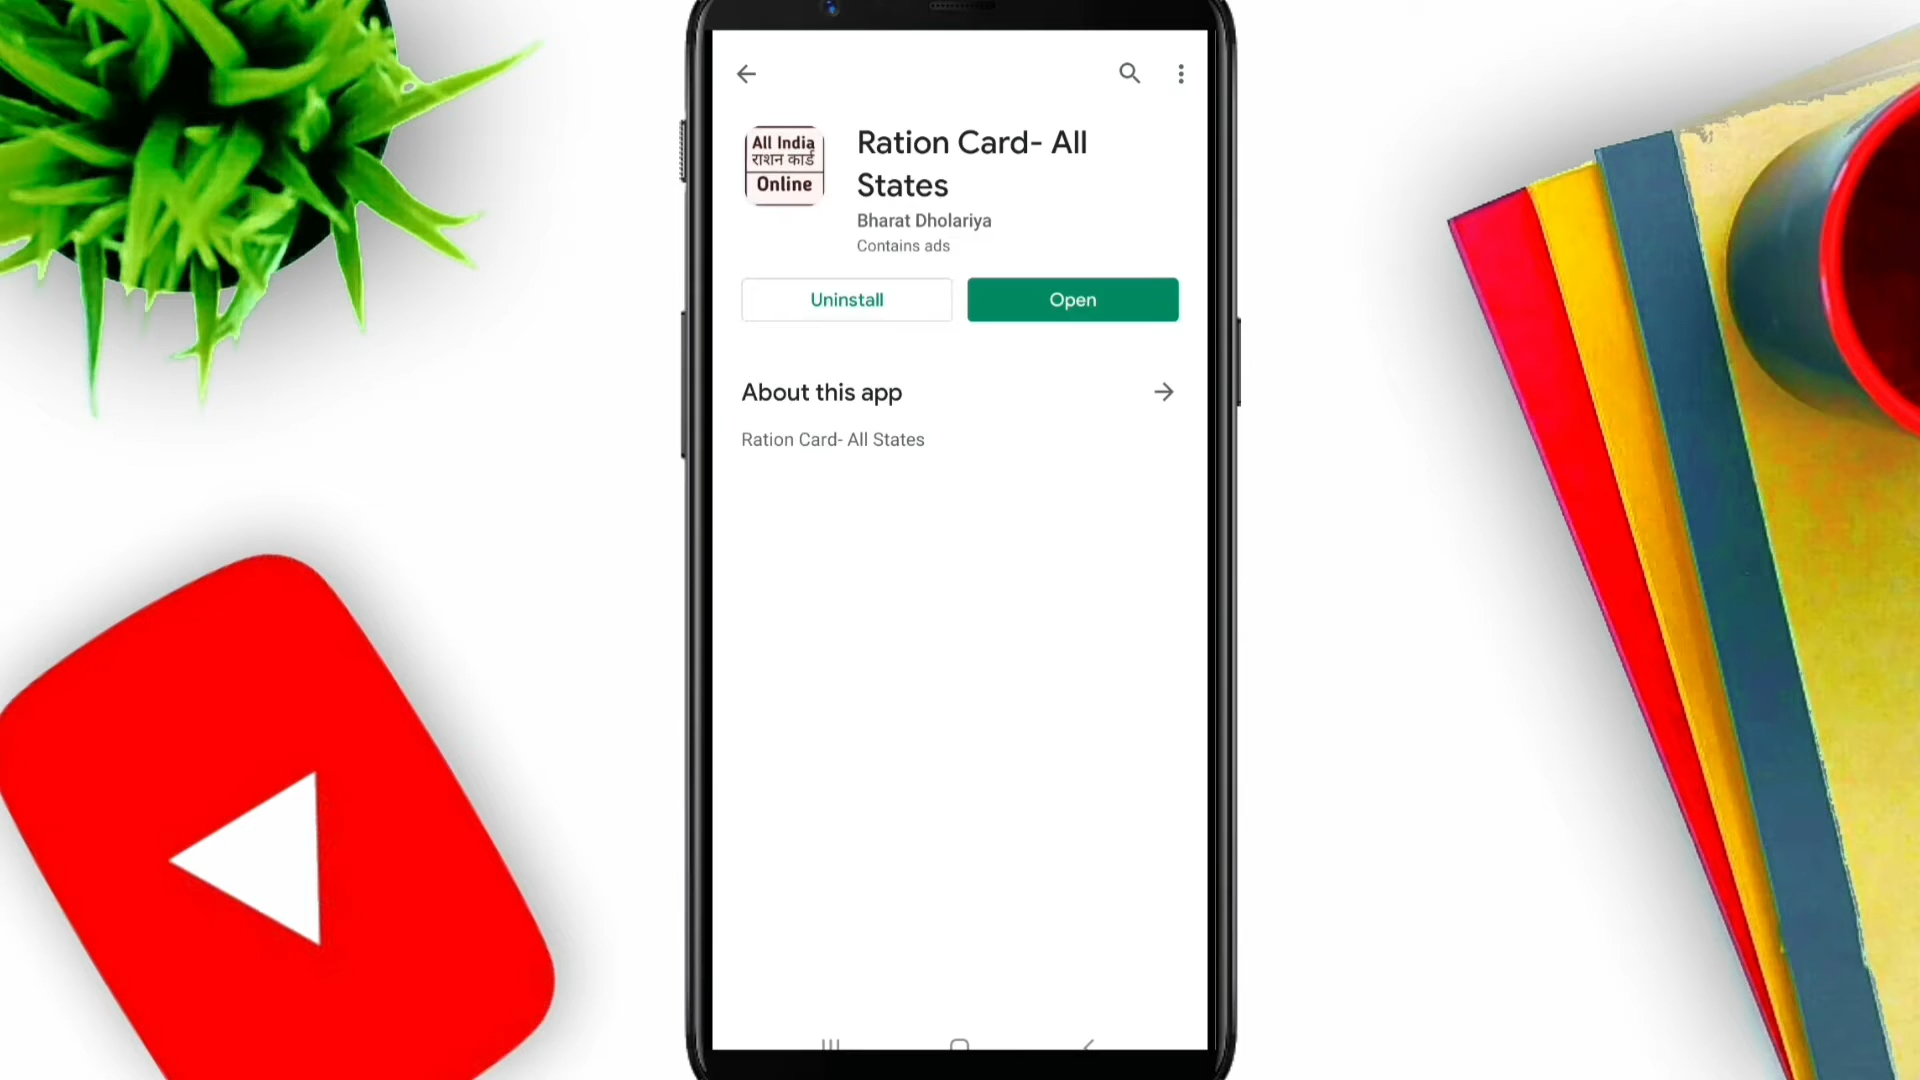 All India
राशन कार्ड
Online
Ration Card- All
States
Bharat Dholariya
Contains ads
Uninstall
Open
About this app
Ration Card- All States